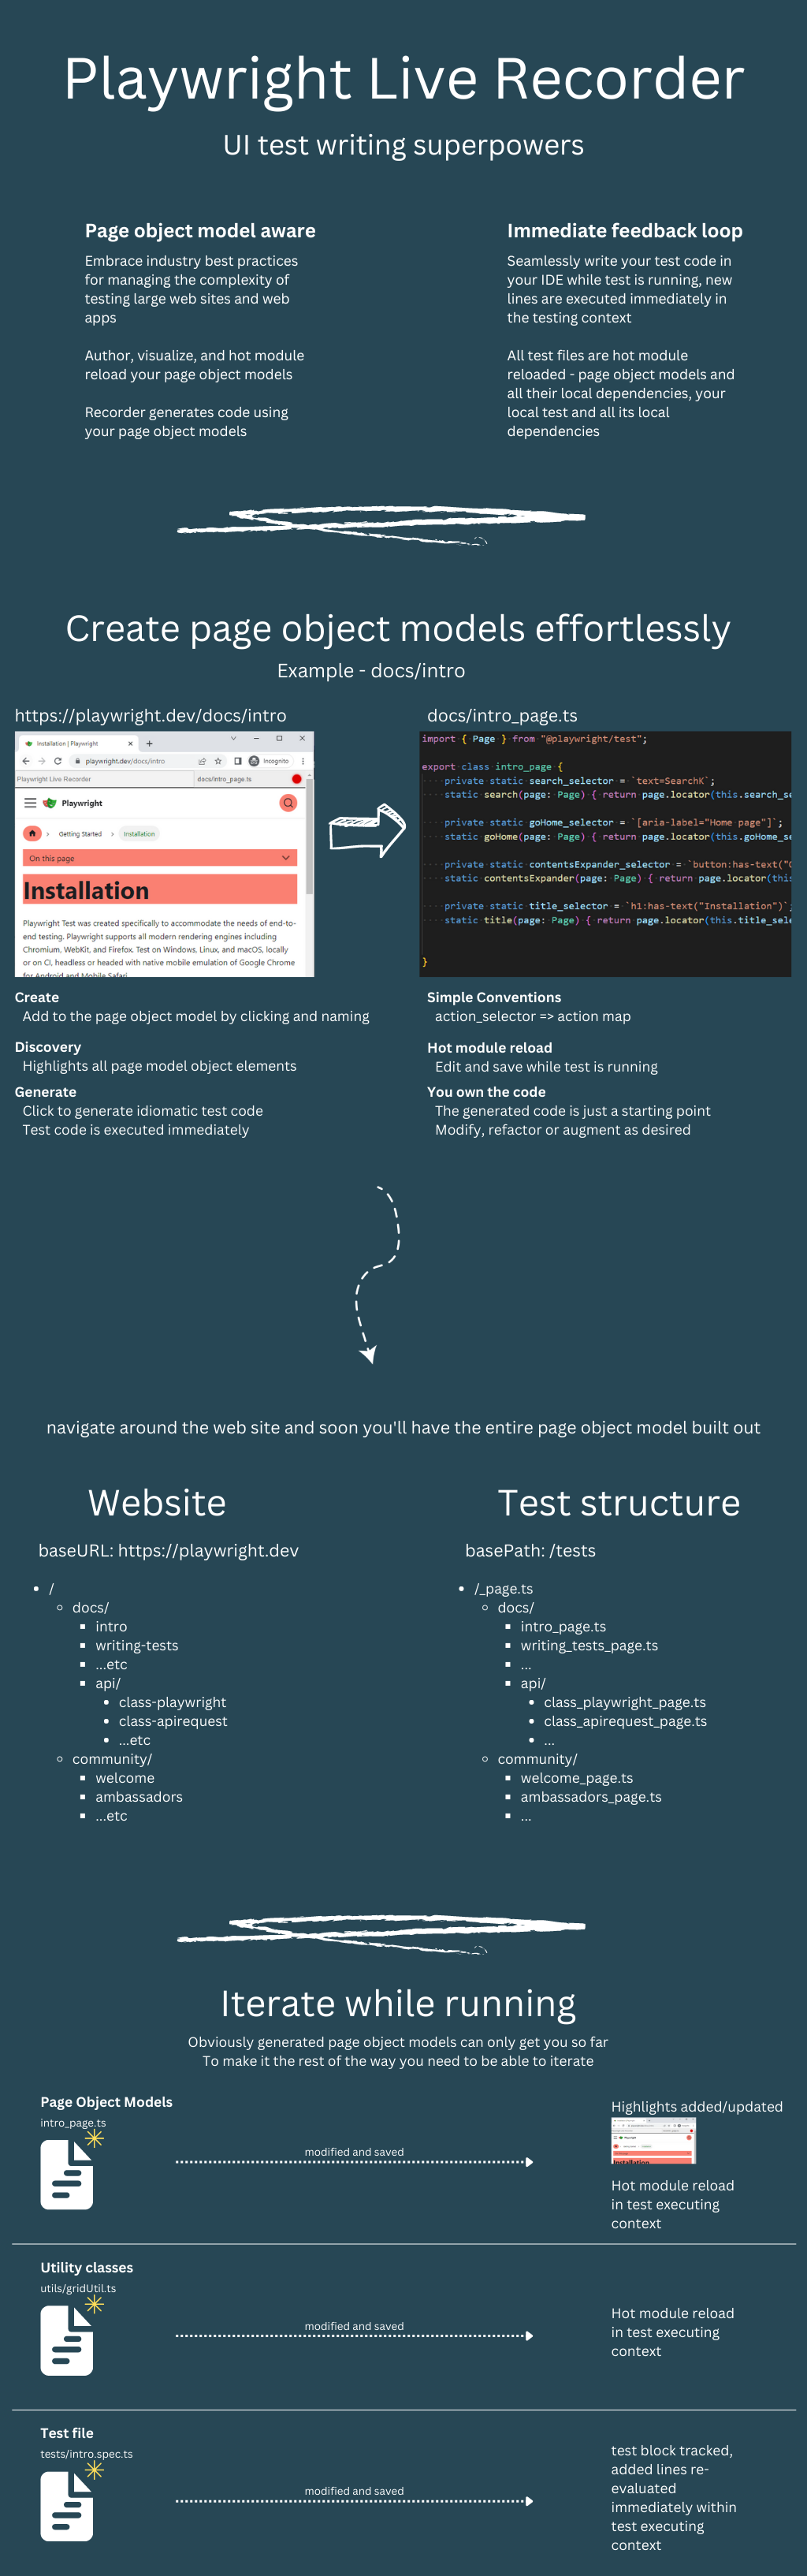 Playwright Live Recorder
UI test writing superpowers
Page object model aware
Embrace industry best practices
for managing the complexity of
testing large web sites and web
apps
Author, visualize, and hot module
reload your page object models
Recorder generates code using
your page object models
Immediate feedback loop
Seamlessly write your test code in
your IDE while test is running, new
lines are executed immediately in
the testing context
All test files are hot module
reloaded - page object models and
all their local dependencies, your
local test and all its local
dependencies
Create page object models effortlessly
Example - docs/intro
https://playwright.dev/docs/intro
Installation | Playwright
playwright.dev/docs/intro
Incognito
Playwright Live Recorder
docs/intro_page.ts
Playwright
Getting Started
Installation
On this page
Installation
Playwright Test was created specifically to accommodate the needs of end-to-
end testing. Playwright supports all modern rendering engines including
Chromium, WebKit, and Firefox. Test on Windows, Linux, and macOS, locally
or on CI, headless or headed with native mobile emulation of Google Chrome
for Android and Mobile Safari.
Create
Add to the page object model by clicking and naming
Discovery
Highlights all page model object elements
Generate
Click to generate idiomatic test code
Test code is executed immediately
docs/intro_page.ts
import { Page } from "@playwright/test";
export class intro_page {
private static search_selector = `text=SearchK`;
static search(page: Page) { return page.locator(this.search_se
private static goHome_selector = `[aria-label="Home page"]`;
static goHome(page: Page) { return page.locator(this.goHome_se
private static contentsExpander_selector = `button:has-text("
static contentsExpander(page: Page) { return page.locator(this
private static title_selector = `h1:has-text("Installation")`;
static title(page: Page) { return page.locator(this.title_sele
}
Simple Conventions
action_selector => action map
Hot module reload
Edit and save while test is running
You own the code
The generated code is just a starting point
Modify, refactor or augment as desired
navigate around the web site and soon you'll have the entire page object model built out
Website
baseURL: https://playwright.dev
/
docs/
intro
writing-tests
...etc
api/
class-playwright
class-apirequest
...etc
community/
welcome
ambassadors
...etc
Test structure
basePath: /tests
/_page.ts
docs/
intro_page.ts
writing_tests_page.ts
...
api/
class_playwright_page.ts
class_apirequest_page.ts
...
community/
welcome_page.ts
ambassadors_page.ts
...
Iterate while running
Obviously generated page object models can only get you so far
To make it the rest of the way you need to be able to iterate
Page Object Models
intro_page.ts
modified and saved
Highlights added/updated
Playwright
Installation
Hot module reload
in test executing
context
Utility classes
utils/gridUtil.ts
modified and saved
Hot module reload
in test executing
context
Test file
tests/intro.spec.ts
modified and saved
test block tracked,
added lines re-
evaluated
immediately within
test executing
context